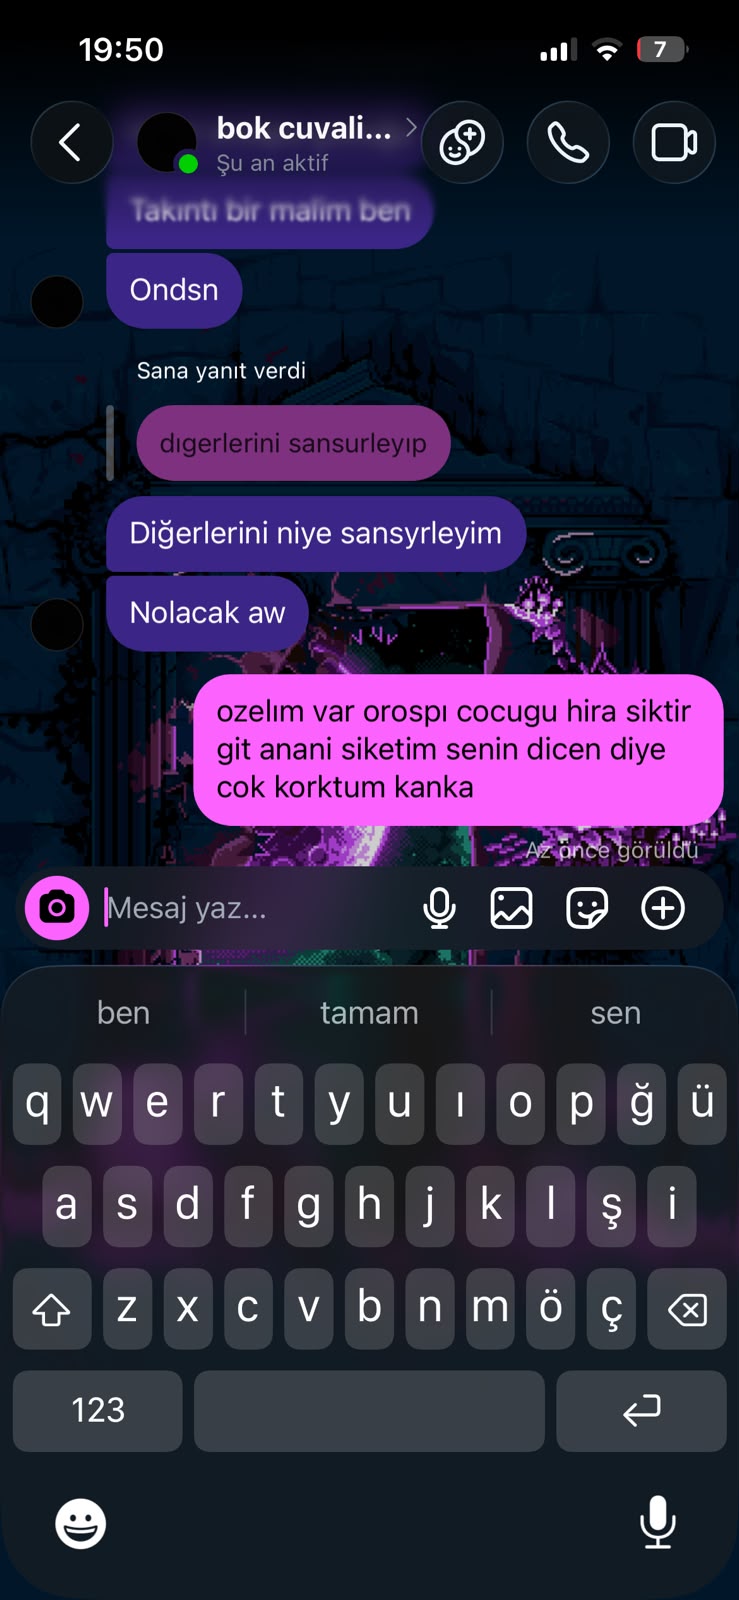 19:50
7
bok cuvali...
Şu an aktif
Takıntı bir malim ben
Ondsn
Sana yanıt verdi
dıgerlerini sansurleyıp
Diğerlerini niye sansyrleyim
Nolacak aw
ozelım var orospı cocugu hira siktir
git anani siketim senin dicen diye
cok korktum kanka
Az önce görüldü
Mesaj yaz...
ben tamam sen
q w e r t y u ı o p ğ ü
a s d f g h j k l ş i
z x c v b n m ö ç
123